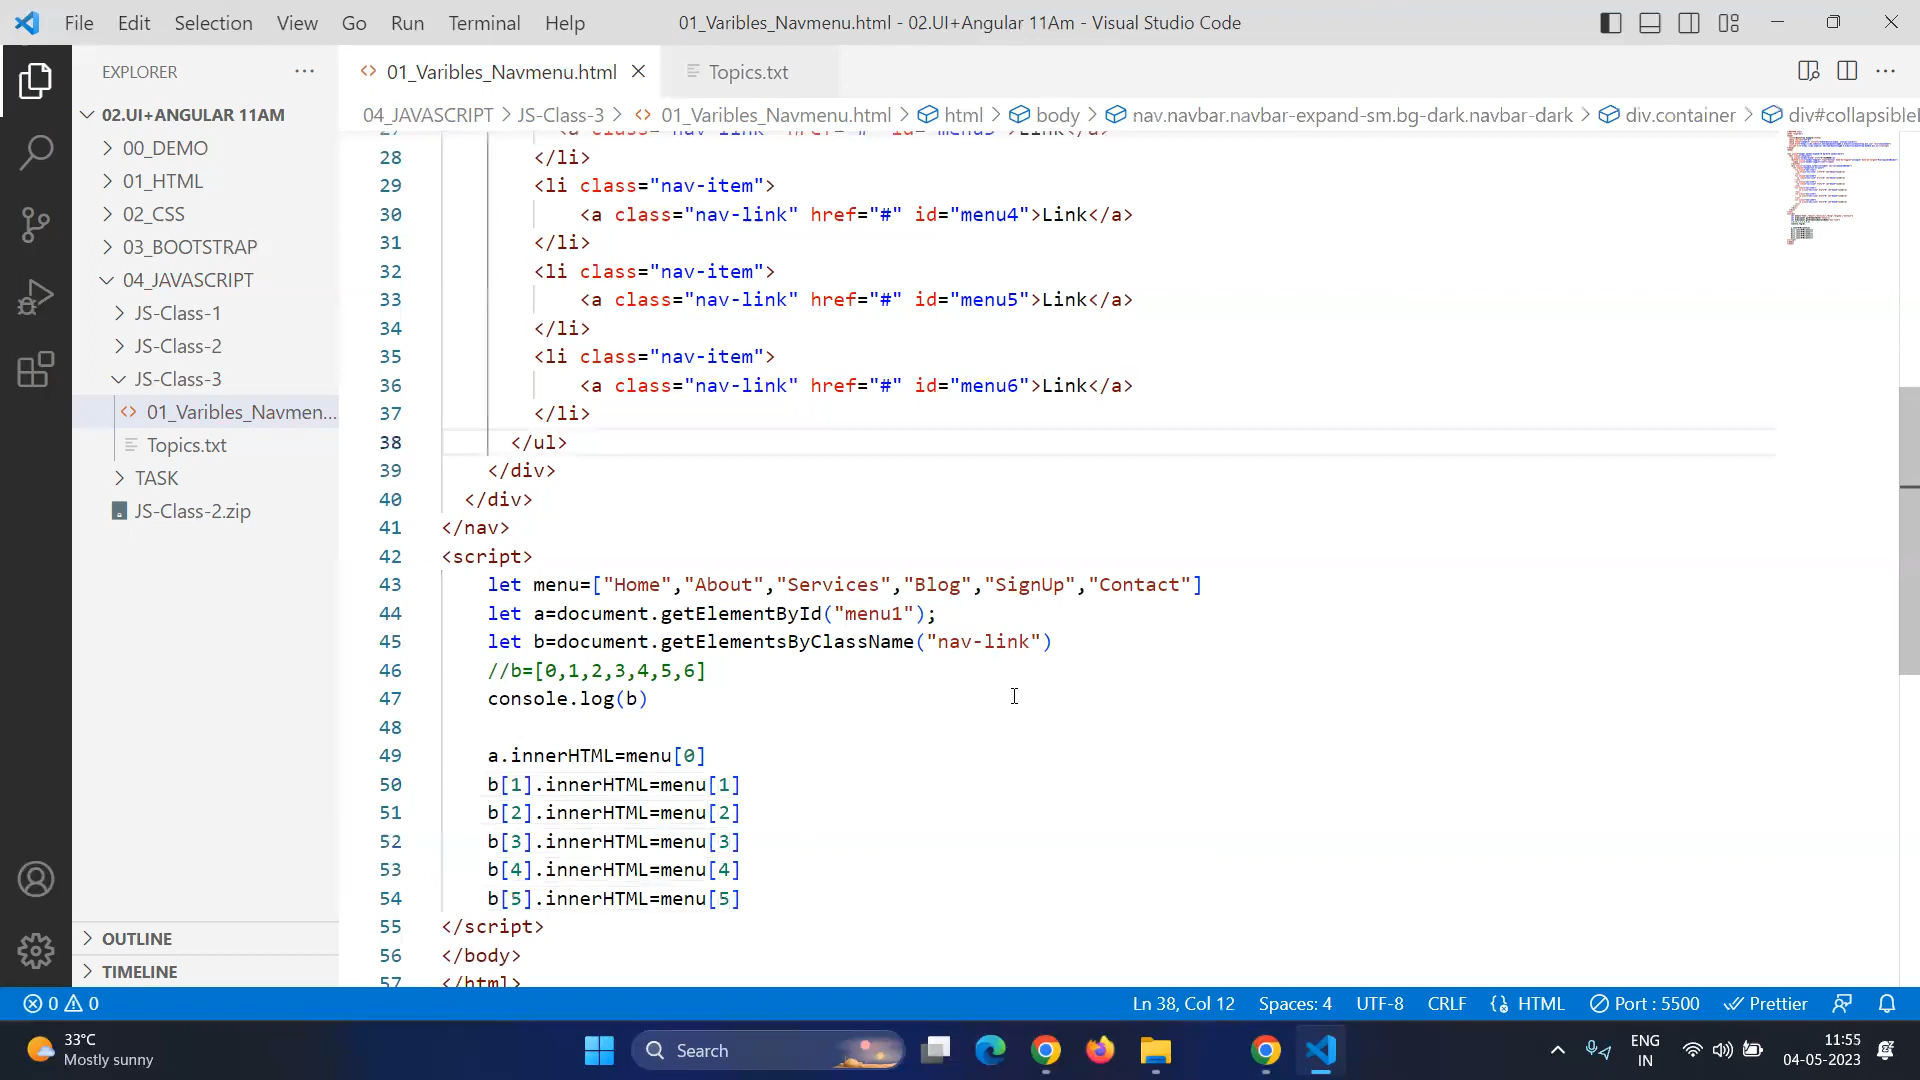 File Edit Selection View Go Run Terminal Help 01_Varibles_Navmenu.html - 02.UI+Angular 11Am - Visual Studio Code
EXPLORER
01_Varibles_Navmenu.html
Topics.txt
04_JAVASCRIPT > JS-Class-3 > 01_Varibles_Navmenu.html > html > body > nav.navbar.navbar-expand-sm.bg-dark.navbar-dark > div.container > div#collapsibleN
02.UI+ANGULAR 11AM
00_DEMO
01_HTML
02_CSS
03_BOOTSTRAP
04_JAVASCRIPT
JS-Class-1
JS-Class-2
JS-Class-3
01_Varibles_Navmen...
Topics.txt
TASK
JS-Class-2.zip
OUTLINE
TIMELINE
27 <a class="nav-link" href="#" id="menu3">Link</a>
28 </li>
29 <li class="nav-item">
30 <a class="nav-link" href="#" id="menu4">Link</a>
31 </li>
32 <li class="nav-item">
33 <a class="nav-link" href="#" id="menu5">Link</a>
34 </li>
35 <li class="nav-item">
36 <a class="nav-link" href="#" id="menu6">Link</a>
37 </li>
38 </ul>
39 </div>
40 </div>
41 </nav>
42 <script>
43 let menu=["Home","About","Services","Blog","SignUp","Contact"]
44 let a=document.getElementById("menu1");
45 let b=document.getElementsByClassName("nav-link")
46 //b=[0,1,2,3,4,5,6]
47 console.log(b)
48
49 a.innerHTML=menu[0]
50 b[1].innerHTML=menu[1]
51 b[2].innerHTML=menu[2]
52 b[3].innerHTML=menu[3]
53 b[4].innerHTML=menu[4]
54 b[5].innerHTML=menu[5]
55 </script>
56 </body>
57 </html>
0 0 Ln 38, Col 12 Spaces: 4 UTF-8 CRLF HTML Port : 5500 Prettier
33°C
Mostly sunny
Search
ENG
IN
11:55
04-05-2023